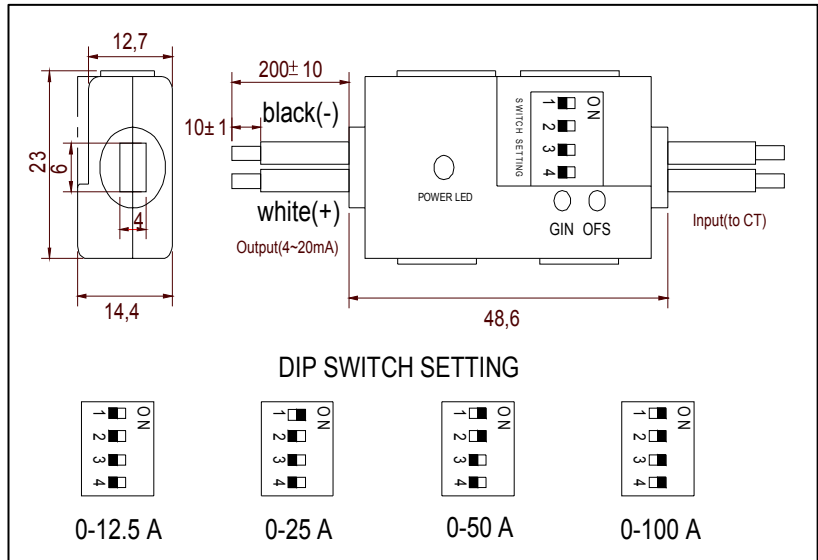 12,7
200± 10
10± 1
black(-)
white(+)
Output(4~20mA)
23
6
4
14,4
POWER LED
SWITCH SETTING
ON
1
2
3
4
GIN OFS
Input(to CT)
48,6
DIP SWITCH SETTING
ON
1
2
3
4
ON
1
2
3
4
ON
1
2
3
4
ON
1
2
3
4
0-12.5 A
0-25 A
0-50 A
0-100 A